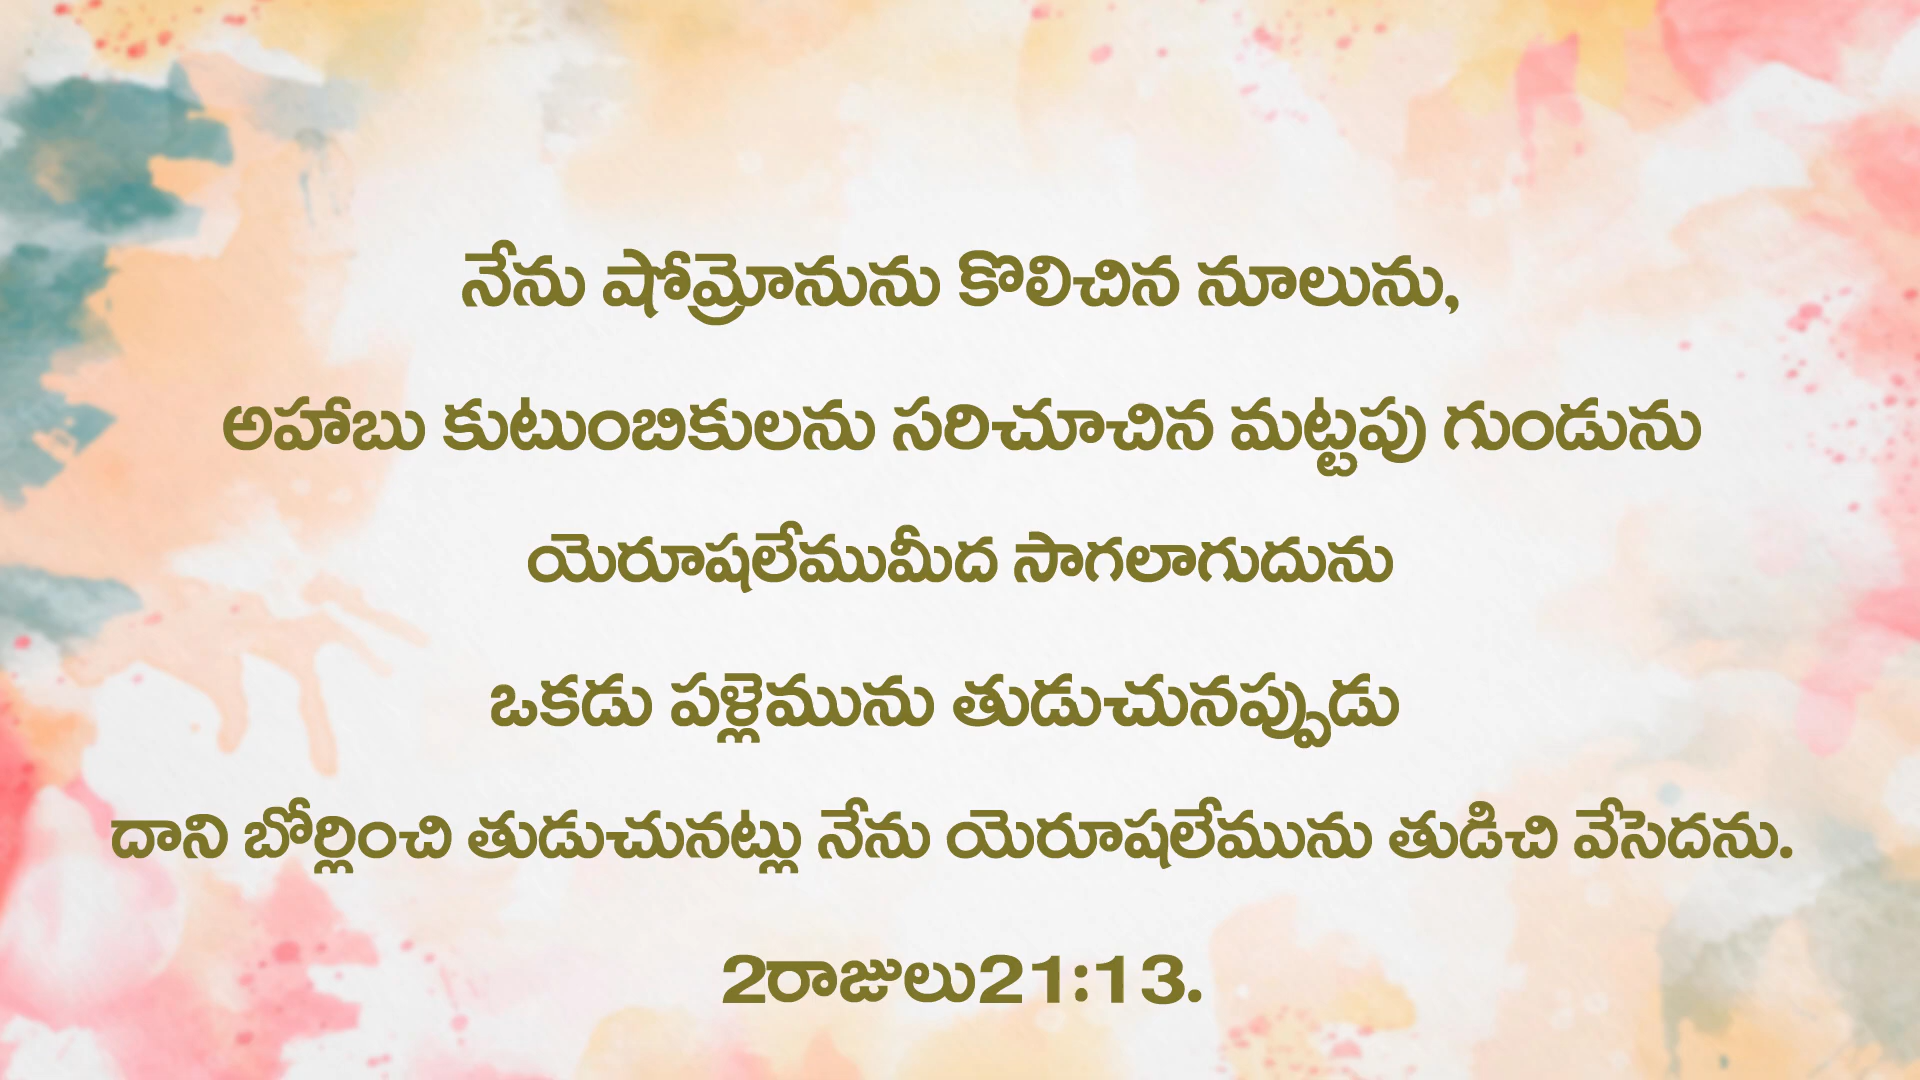 నేను షోమ్రోనును కొలిచిన నూలును,
అహాబు కుటుంబికులను సరిచూచిన మట్టపు గుండును
యెరూషలేముమీద సాగలాగుదును
ఒకడు పళ్లెమును తుడుచునప్పుడు
దాని బోర్లించి తుడుచునట్లు నేను యెరూషలేమును తుడిచి వేసెదను.
2రాజులు21:13.